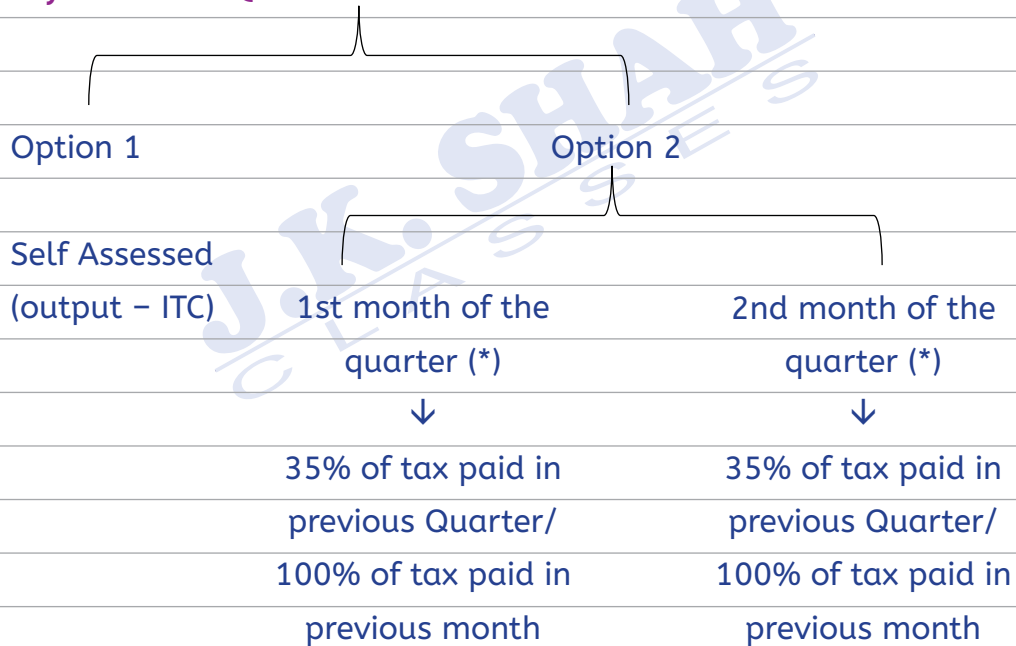 Option 1
Option 2
Self Assessed
(output – ITC)
1st month of the
quarter (*)
↓
35% of tax paid in
previous Quarter/
100% of tax paid in
previous month
2nd month of the
quarter (*)
↓
35% of tax paid in
previous Quarter/
100% of tax paid in
previous month
J.K. SHAH
CLASSES